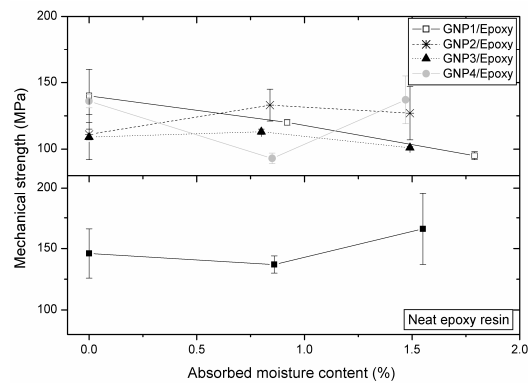 200
150
100
GNP1/Epoxy
GNP2/Epoxy
GNP3/Epoxy
GNP4/Epoxy
Mechanical strength (MPa)
200
150
100
Neat epoxy resin
0.0 0.5 1.0 1.5 2.0
Absorbed moisture content (%)